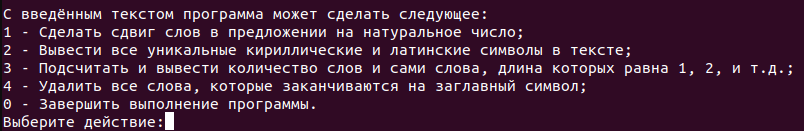 С введённым текстом программа может сделать следующее:
1 - Сделать сдвиг слов в предложении на натуральное число;
2 - Вывести все уникальные кириллические и латинские символы в тексте;
3 - Подсчитать и вывести количество слов и сами слова, длина которых равна 1, 2, и т.д.;
4 - Удалить все слова, которые заканчиваются на заглавный символ;
0 - Завершить выполнение программы.
Выберите действие: